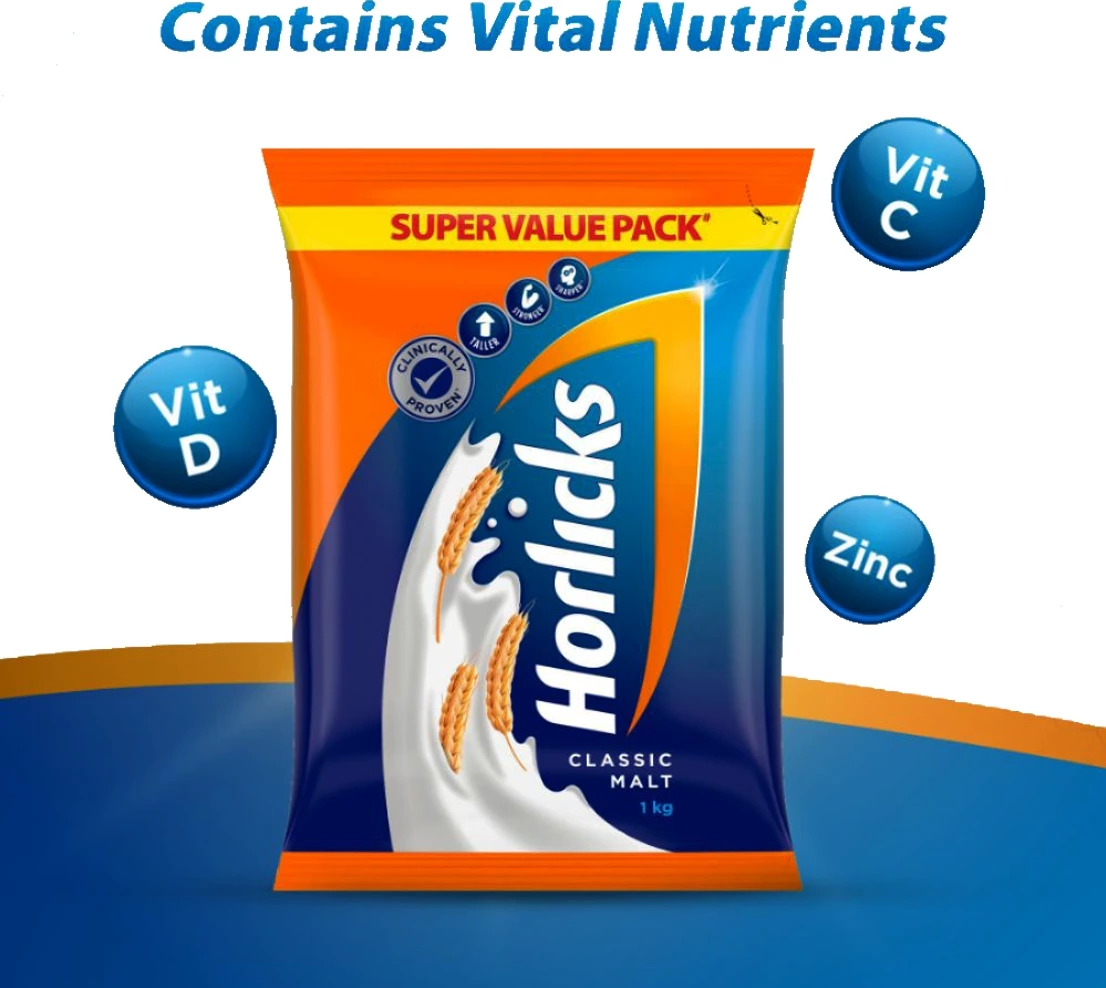 Contains Vital Nutrients
Vit
C
SUPER VALUE PACK#
SHARPER
STRONGER
TALLER
CLINICALLY
PROVEN
Vit
D
Horlicks
Zinc
CLASSIC
MALT
1 kg